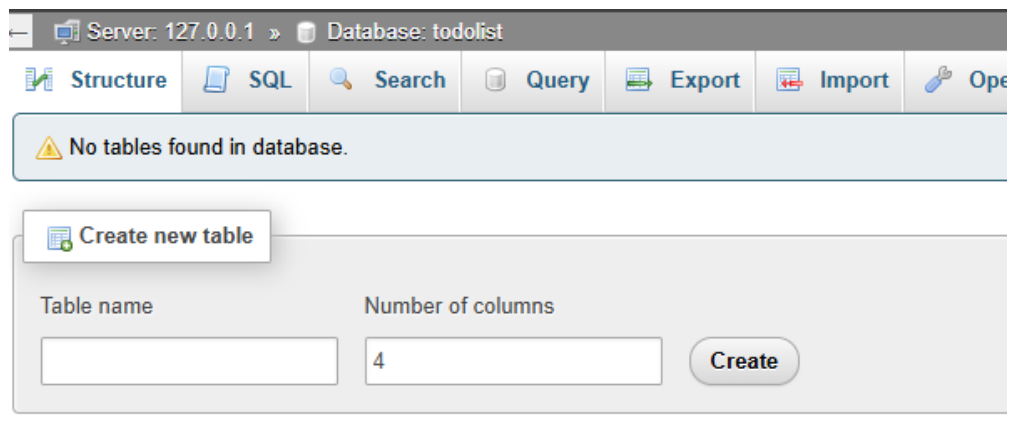 ← Server: 127.0.0.1 » Database: todolist
Structure SQL Search Query Export Import Ope
No tables found in database.
Create new table
Table name Number of columns
4 Create